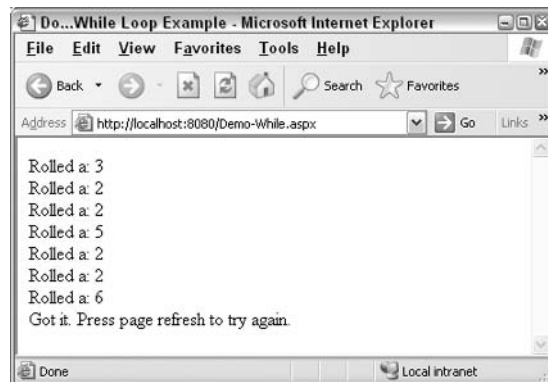 Do...While Loop Example - Microsoft Internet Explorer
File Edit View Favorites Tools Help
Back Search Favorites
Address http://localhost:8080/Demo-While.aspx Go Links
Rolled a: 3
Rolled a: 2
Rolled a: 2
Rolled a: 5
Rolled a: 2
Rolled a: 2
Rolled a: 6
Got it. Press page refresh to try again.
Done Local intranet